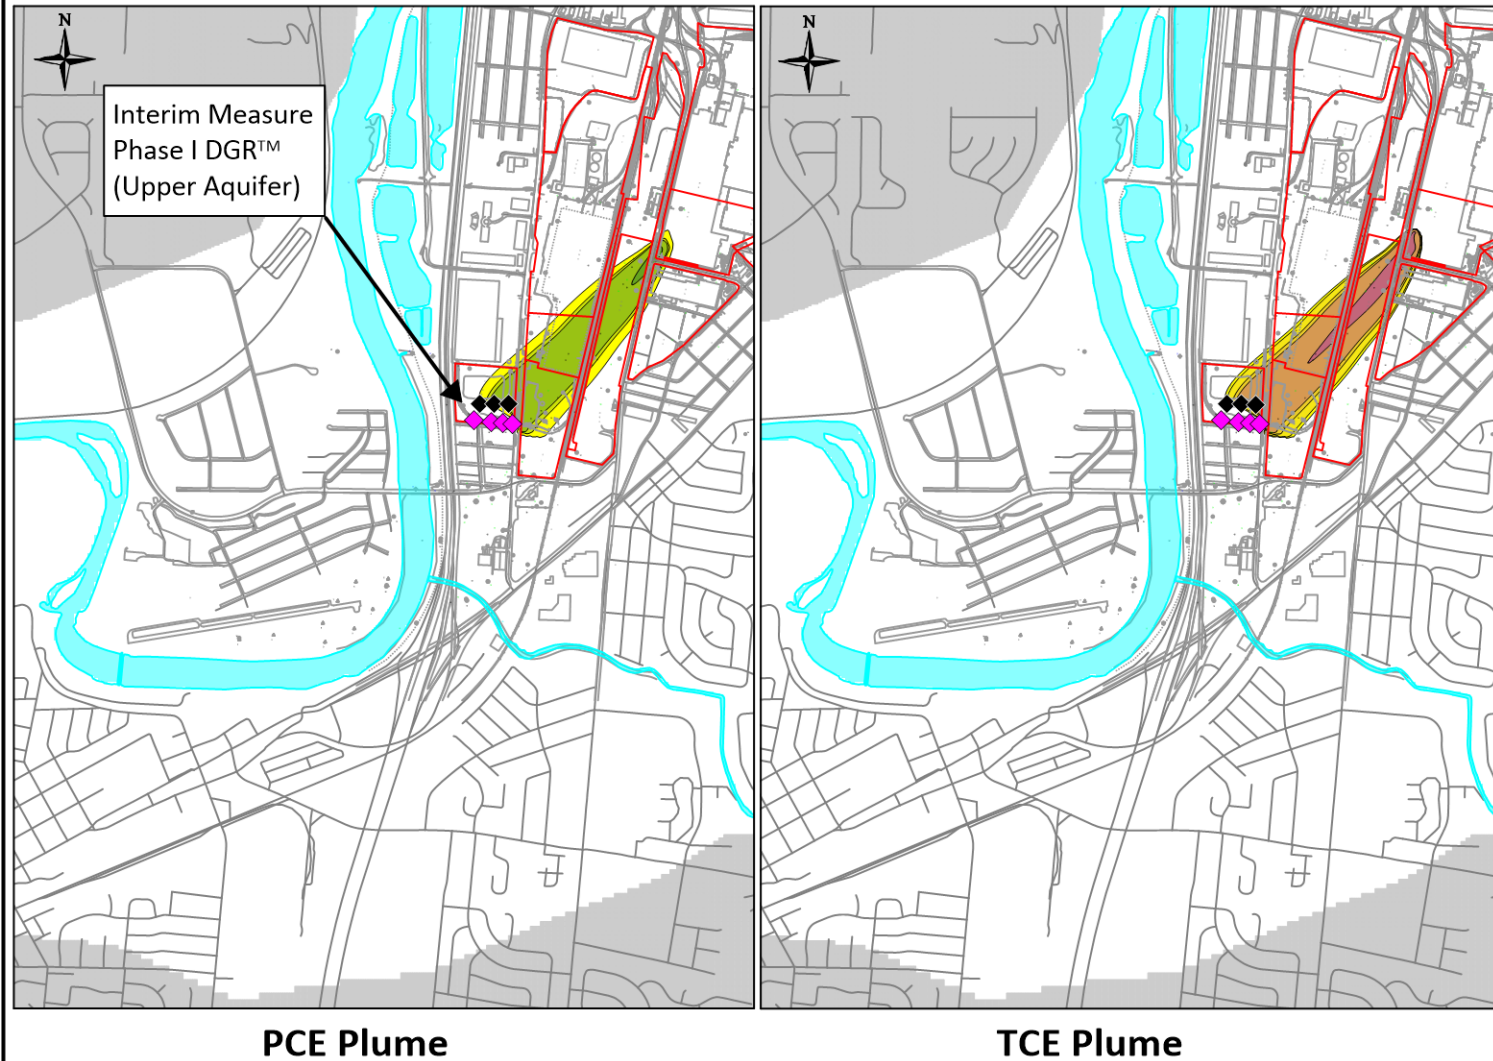 N
N
Interim Measure
Phase I DGR™
(Upper Aquifer)
PCE Plume
TCE Plume